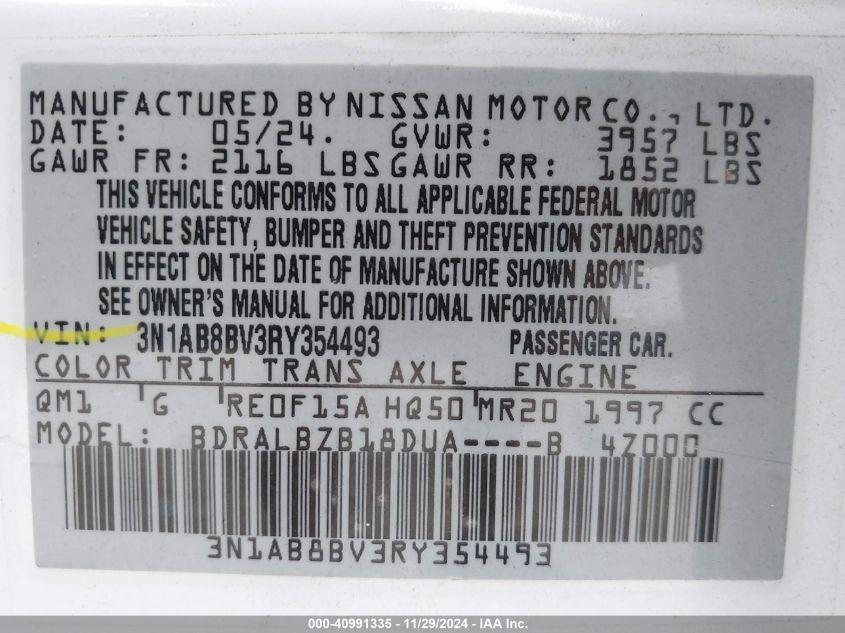 MANUFACTURED BY NISSAN MOTOR CO., LTD.
DATE: 05/24. GVWR: 3957 LBS
GAWR FR: 2116 LBS GAWR RR: 1852 LBS
THIS VEHICLE CONFORMS TO ALL APPLICABLE FEDERAL MOTOR
VEHICLE SAFETY, BUMPER AND THEFT PREVENTION STANDARDS
IN EFFECT ON THE DATE OF MANUFACTURE SHOWN ABOVE.
SEE OWNER'S MANUAL FOR ADDITIONAL INFORMATION.
VIN: 3N1AB8BV3RY354493 PASSENGER CAR.
COLOR TRIM TRANS AXLE ENGINE
QM1 G RE0F15A HQ50 MR20 1997 CC
MODEL: BDRALBZB18DUA----B 4Z000
3N1AB8BV3RY354493
000-40991335 - 11/29/2024 - IAA Inc.